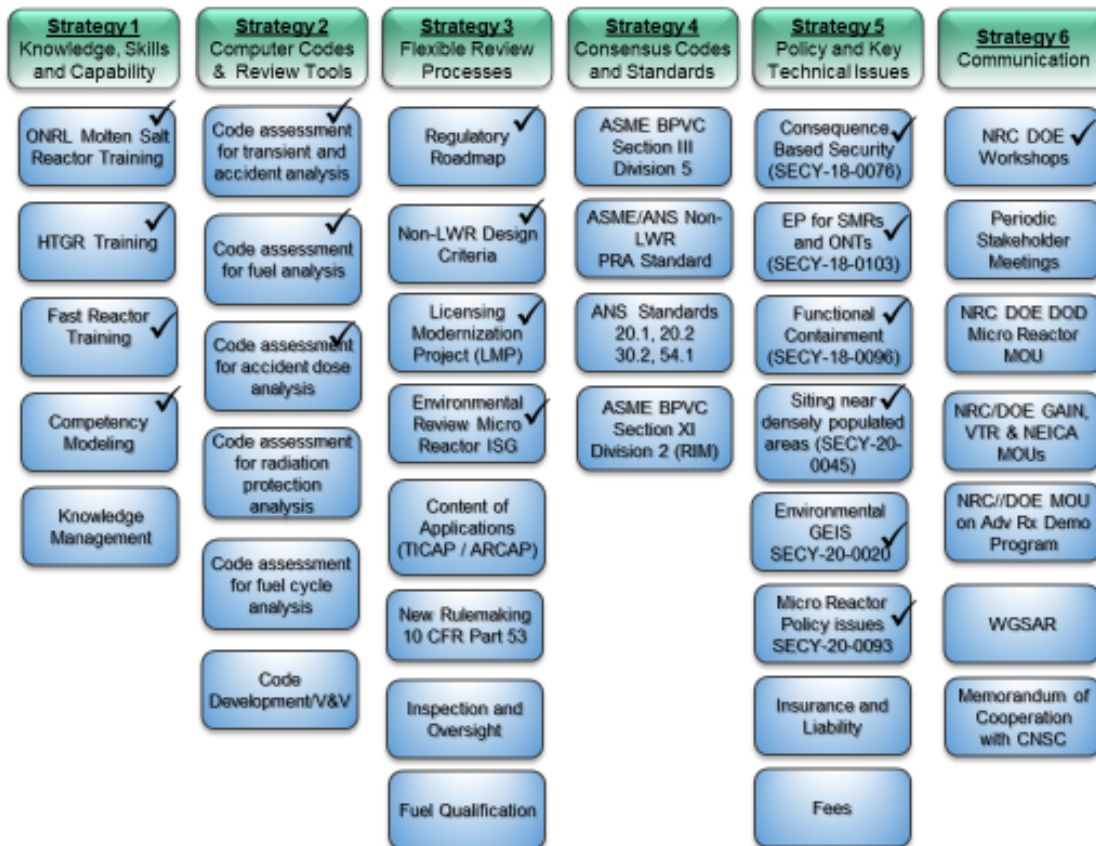 Strategy 1
Knowledge, Skills
and Capability
ONRL Molten Salt
Reactor Training
HTGR Training
Fast Reactor
Training
Competency
Modeling
Knowledge
Management
Strategy 2
Computer Codes
& Review Tools
Code assessment
for transient and
accident analysis
Code assessment
for fuel analysis
Code assessment
for accident dose
analysis
Code assessment
for radiation
protection
analysis
Code assessment
for fuel cycle
analysis
Code
Development/V&V
Strategy 3
Flexible Review
Processes
Regulatory
Roadmap
Non-LWR Design
Criteria
Licensing
Modernization
Project (LMP)
Environmental
Review Micro
Reactor ISG
Content of
Applications
(TICAP / ARCAP)
New Rulemaking
10 CFR Part 53
Inspection and
Oversight
Fuel Qualification
Strategy 4
Consensus Codes
and Standards
ASME BPVC
Section III
Division 5
ASME/ANS Non-
LWR
PRA Standard
ANS Standards
20.1, 20.2
30.2, 54.1
ASME BPVC
Section XI
Division 2 (RIM)
Strategy 5
Policy and Key
Technical Issues
Consequence
Based Security
(SECY-18-0076)
EP for SMRs
and ONTs
(SECY-18-0103)
Functional
Containment
(SECY-18-0096)
Siting near
densely populated
areas (SECY-20-
0045)
Environmental
GEIS
SECY-20-0020
Micro Reactor
Policy issues
SECY-20-0093
Insurance and
Liability
Fees
Strategy 6
Communication
NRC DOE
Workshops
Periodic
Stakeholder
Meetings
NRC DOE DOD
Micro Reactor
MOU
NRC/DOE GAIN,
VTR & NEICA
MOUs
NRC//DOE MOU
on Adv Rx Demo
Program
WGSAR
Memorandum of
Cooperation
with CNSC